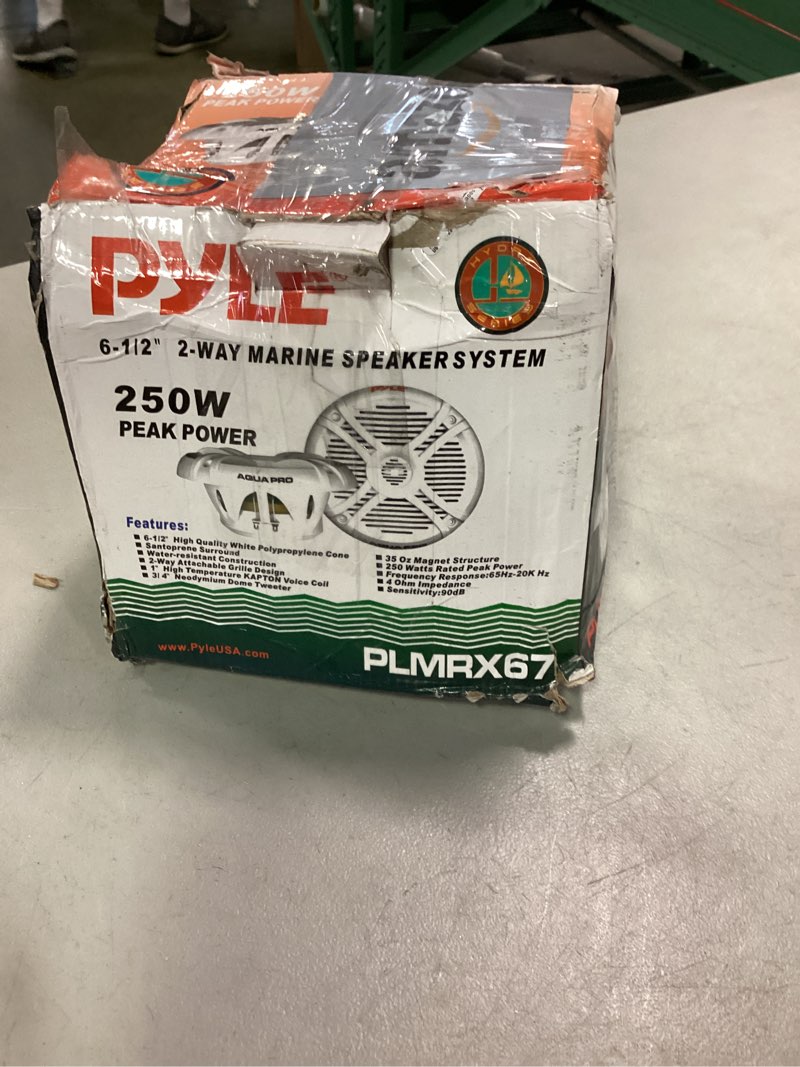 PEAK POWER
PYLE
HYDRA
SERIES
6-1/2" 2-WAY MARINE SPEAKER SYSTEM
250W
PEAK POWER
PYLE
AQUA PRO
Features:
■ 6-1/2" High Quality White Polypropylene Cone
■ Santoprene Surround
■ Water-resistant Construction
■ 2-Way Attachable Grille Design
■ 1" High Temperature KAPTON Voice Coil
■ 3/4" Neodymium Dome Tweeter
■ 35 Oz Magnet Structure
■ 250 Watts Rated Peak Power
■ Frequency Response:65Hz-20K Hz
■ 4 Ohm Impedance
■ Sensitivity:90dB
www.PyleUSA.com
PLMRX67